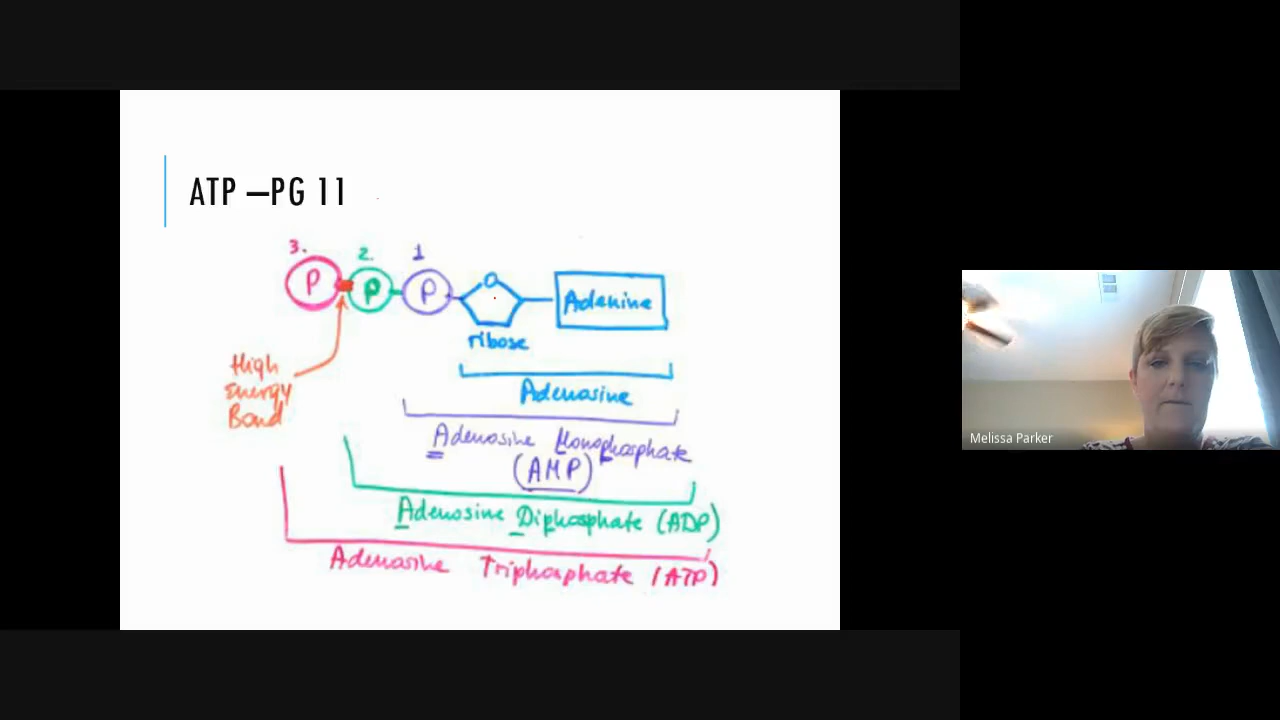 ATP –PG 11
3. 2. 1
P P P Adenine
ribose
High
Energy
Bond
Adenosine
Adenosine Monophosphate
(AMP)
Adenosine Diphosphate (ADP)
Adenosine Triphosphate (ATP)
Melissa Parker